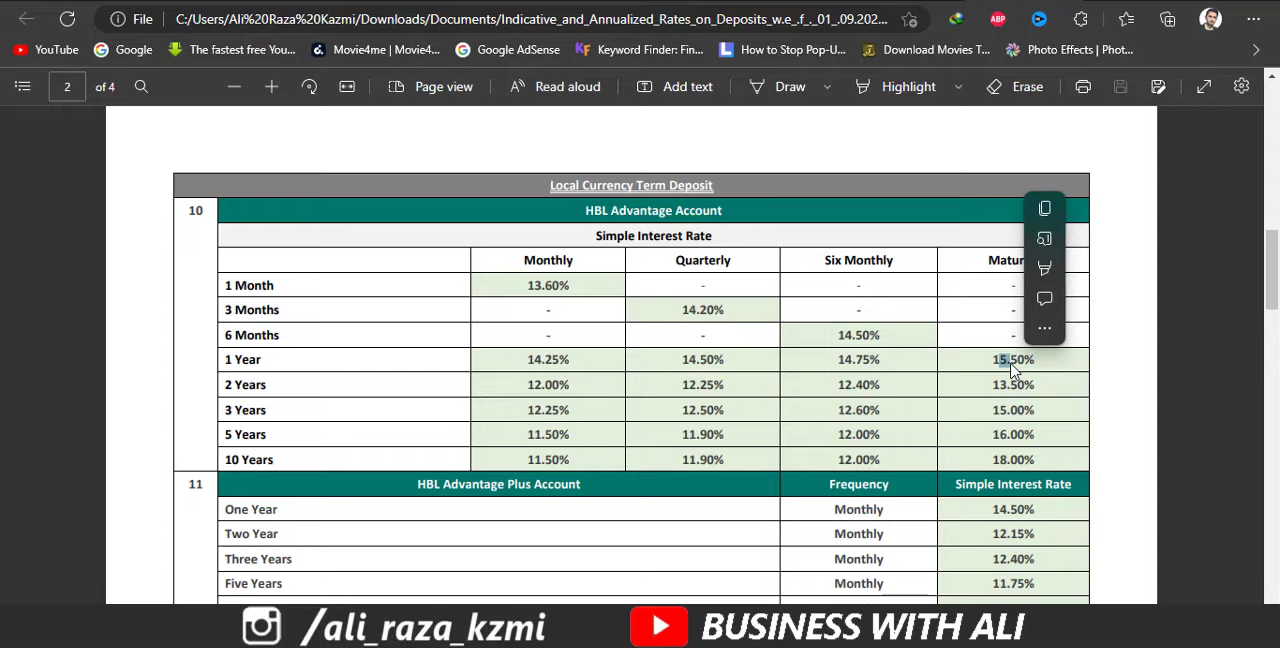 File C:/Users/Ali%20Raza%20Kazmi/Downloads/Documents/Indicative_and_Annualized_Rates_on_Deposits_w.e_.f_._01_.09.202...
YouTube Google The fastest free You... Movie4me | Movie4... Google AdSense Keyword Finder: Fin... How to Stop Pop-U... Download Movies T... Photo Effects | Phot...
2 of 4 Page view Read aloud Add text Draw Highlight Erase
Local Currency Term Deposit
10 HBL Advantage Account
Simple Interest Rate
Monthly Quarterly Six Monthly Matur
1 Month 13.60% - - -
3 Months - 14.20% - -
6 Months - - 14.50% -
1 Year 14.25% 14.50% 14.75% 15.50%
2 Years 12.00% 12.25% 12.40% 13.50%
3 Years 12.25% 12.50% 12.60% 15.00%
5 Years 11.50% 11.90% 12.00% 16.00%
10 Years 11.50% 11.90% 12.00% 18.00%
11 HBL Advantage Plus Account Frequency Simple Interest Rate
One Year Monthly 14.50%
Two Year Monthly 12.15%
Three Years Monthly 12.40%
Five Years Monthly 11.75%
/ali_raza_kzmi BUSINESS WITH ALI